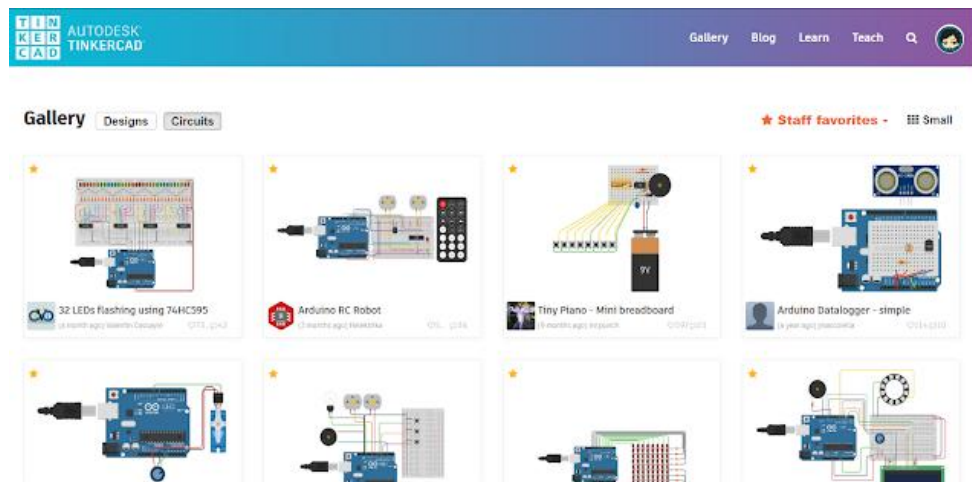 TIN
KER
CAD
AUTODESK
TINKERCAD
Gallery Blog Learn Teach
Gallery Designs Circuits
Staff favorites Small
9V
32 LEDs flashing using 74HC595
Arduino RC Robot
Tiny Piano - Mini breadboard
Arduino Datalogger - simple